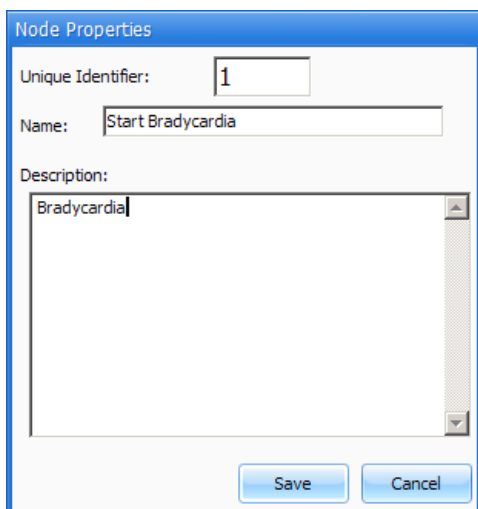 Node Properties
Unique Identifier: 1
Name: Start Bradycardia
Description:
Bradycardia
Save Cancel